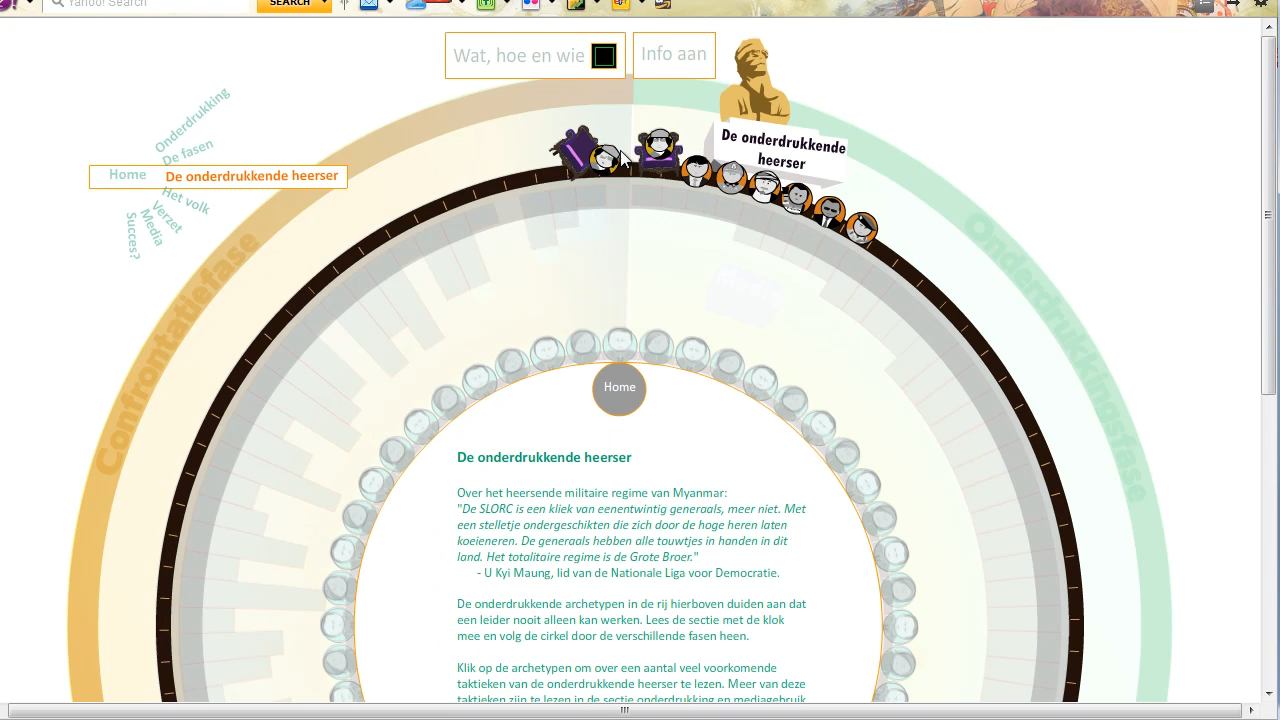 Yahoo! Search
SEARCH
Wat, hoe en wie
Info aan
De onderdrukkende
heerser
Onderdrukking
De fasen
Home
De onderdrukkende heerser
Het volk
Verzet
Media
Succes?
Confrontatiefase
Onderdrukkingsfase
Media
Home
De onderdrukkende heerser
Over het heersende militaire regime van Myanmar:
"De SLORC is een kliek van eenentwintig generaals, meer niet. Met
een stelletje ondergeschikten die zich door de hoge heren laten
koeieneren. De generaals hebben alle touwtjes in handen in dit
land. Het totalitaire regime is de Grote Broer."
- U Kyi Maung, lid van de Nationale Liga voor Democratie.
De onderdrukkende archetypen in de rij hierboven duiden aan dat
een leider nooit alleen kan werken. Lees de sectie met de klok
mee en volg de cirkel door de verschillende fasen heen.
Klik op de archetypen om over een aantal veel voorkomende
taktieken van de onderdrukkende heerser te lezen. Meer van deze
taktieken zijn te lezen in de sectie onderdrukking en mediagebruik